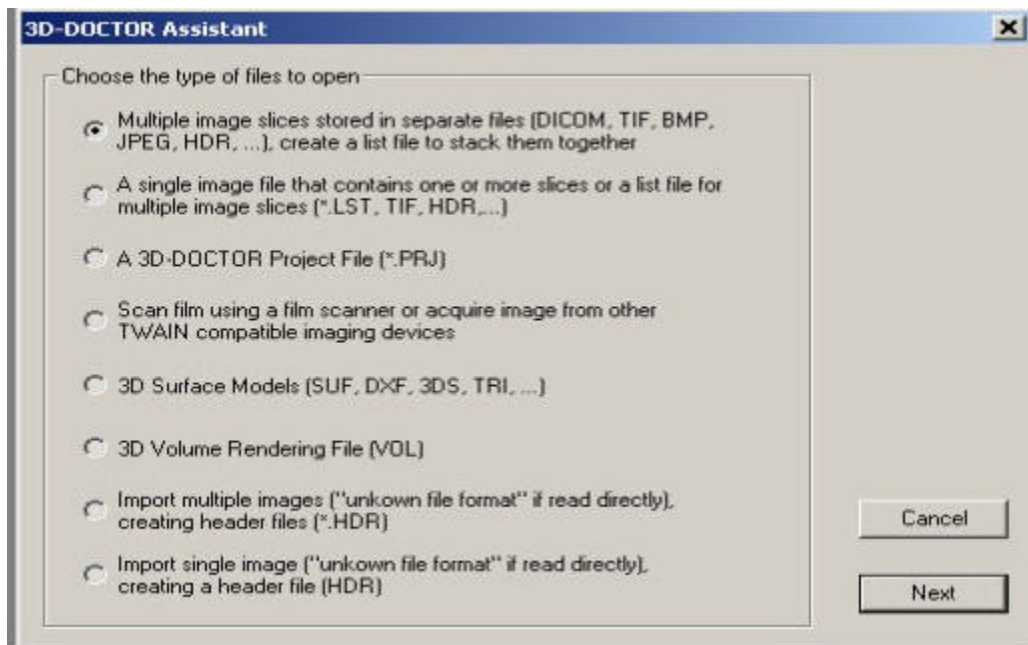 3D-DOCTOR Assistant
Choose the type of files to open
Multiple image slices stored in separate files (DICOM, TIF, BMP,
JPEG, HDR, ...), create a list file to stack them together
A single image file that contains one or more slices or a list file for
multiple image slices (*.LST, TIF, HDR,...)
A 3D-DOCTOR Project File (*.PRJ)
Scan film using a film scanner or acquire image from other
TWAIN compatible imaging devices
3D Surface Models (SUF, DXF, 3DS, TRI, ...)
3D Volume Rendering File (VOL)
Import multiple images ("unkown file format" if read directly),
creating header files (*.HDR)
Import single image ("unkown file format" if read directly),
creating a header file (HDR)
Cancel
Next